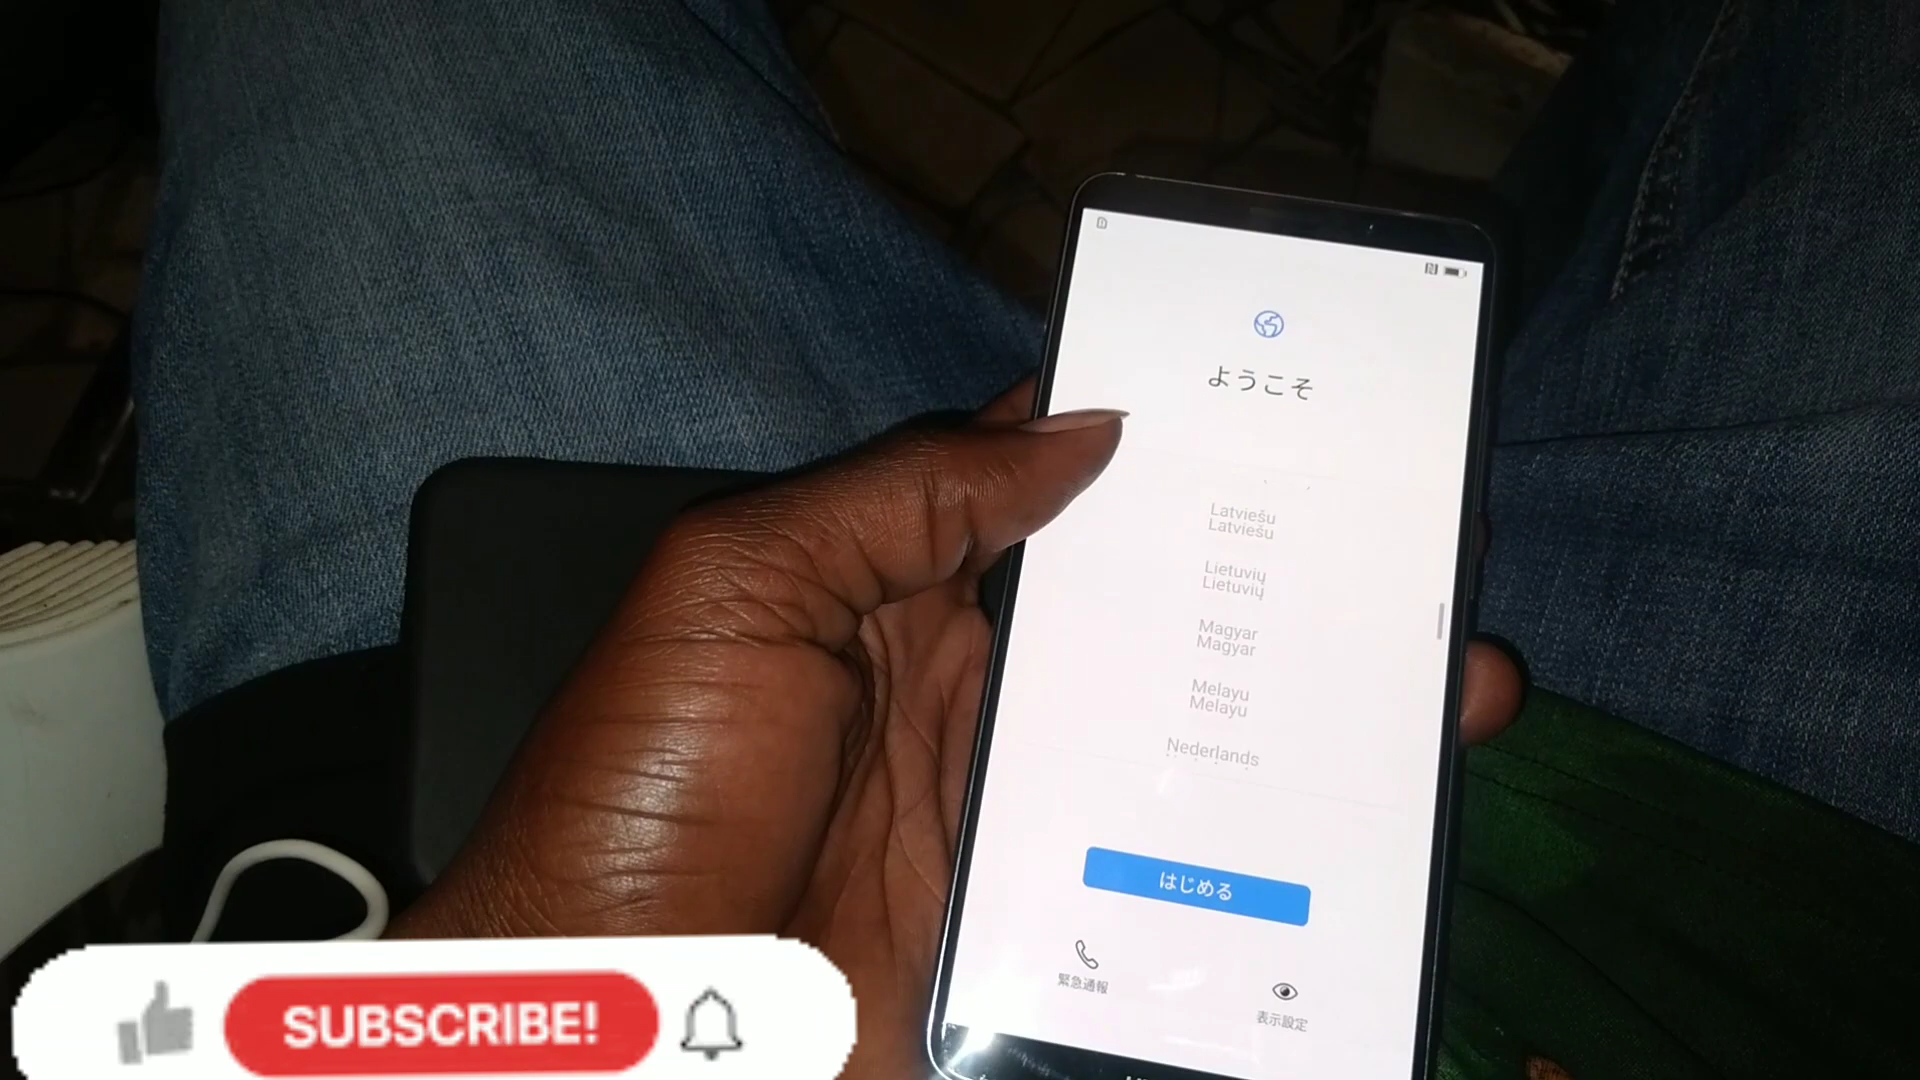 ようこそ
Latviešu
Latviešu
Lietuvių
Lietuvių
Magyar
Magyar
Melayu
Melayu
Nederlands
はじめる
緊急通報
表示設定
SUBSCRIBE!